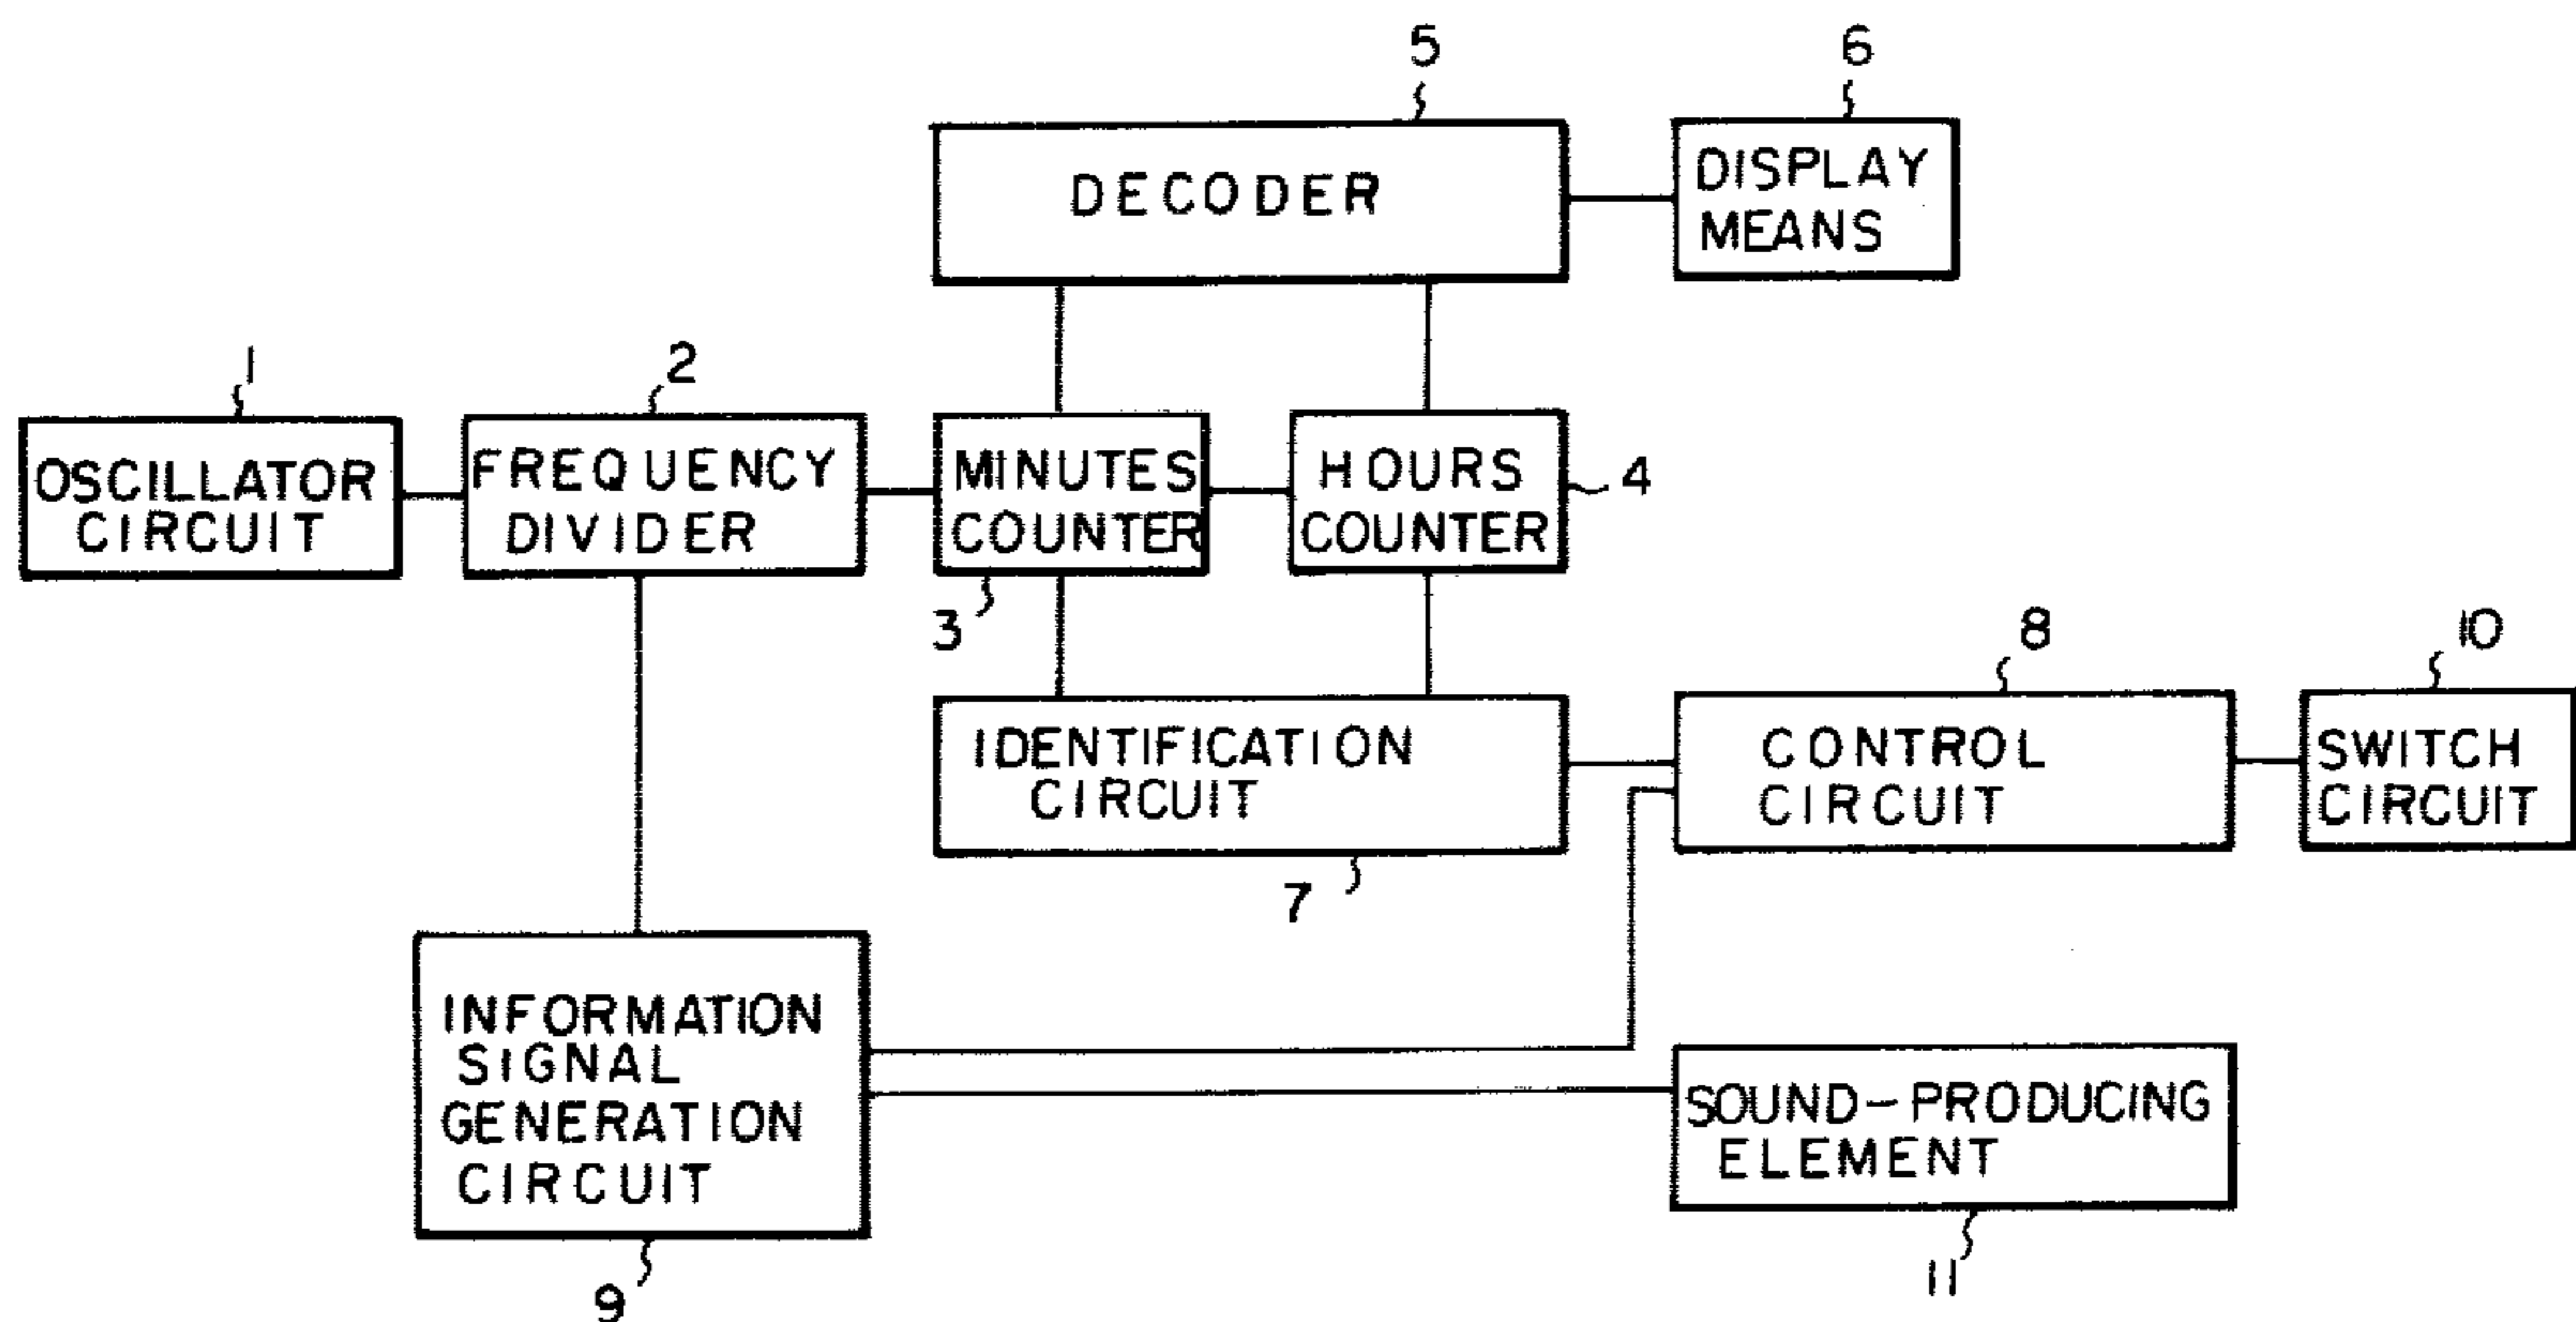 5
6
DECODER
DISPLAY
MEANS
1
2
OSCILLATOR
CIRCUIT
FREQUENCY
DIVIDER
MINUTES
COUNTER
HOURS
COUNTER
4
3
8
10
IDENTIFICATION
CIRCUIT
CONTROL
CIRCUIT
SWITCH
CIRCUIT
7
INFORMATION
SIGNAL
GENERATION
CIRCUIT
SOUND-PRODUCING
ELEMENT
9
11